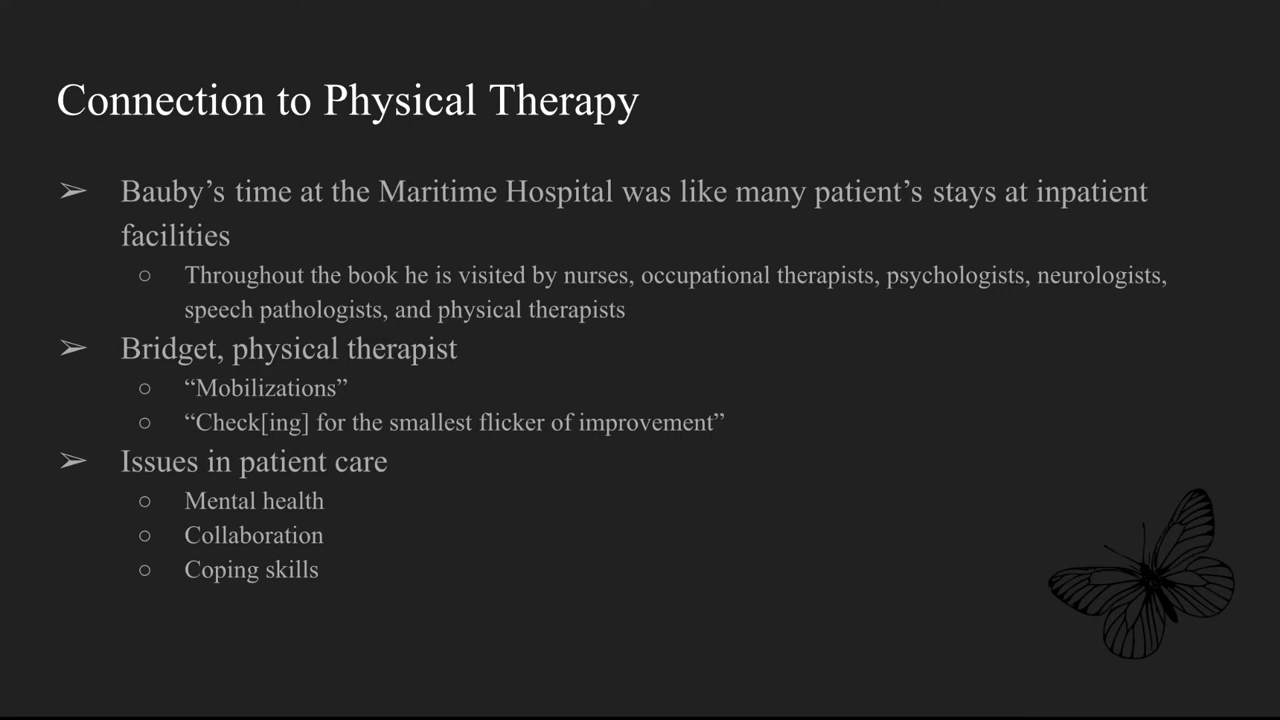 Connection to Physical Therapy
➢ Bauby’s time at the Maritime Hospital was like many patient’s stays at inpatient
facilities
○ Throughout the book he is visited by nurses, occupational therapists, psychologists, neurologists,
speech pathologists, and physical therapists
➢ Bridget, physical therapist
○ “Mobilizations”
○ “Check[ing] for the smallest flicker of improvement”
➢ Issues in patient care
○ Mental health
○ Collaboration
○ Coping skills